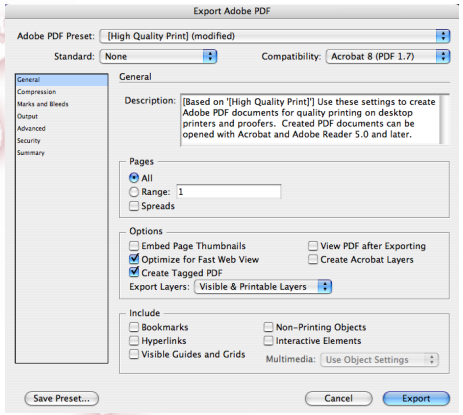 Export Adobe PDF
Adobe PDF Preset: [High Quality Print] (modified)
Standard: None Compatibility: Acrobat 8 (PDF 1.7)
General
Compression
Marks and Bleeds
Output
Advanced
Security
Summary
General
Description: [Based on '[High Quality Print]'] Use these settings to create
Adobe PDF documents for quality printing on desktop
printers and proofers. Created PDF documents can be
opened with Acrobat and Adobe Reader 5.0 and later.
Pages
All
Range: 1
Spreads
Options
Embed Page Thumbnails View PDF after Exporting
Optimize for Fast Web View Create Acrobat Layers
Create Tagged PDF
Export Layers: Visible & Printable Layers
Include
Bookmarks Non-Printing Objects
Hyperlinks Interactive Elements
Visible Guides and Grids Multimedia: Use Object Settings
Save Preset... Cancel Export